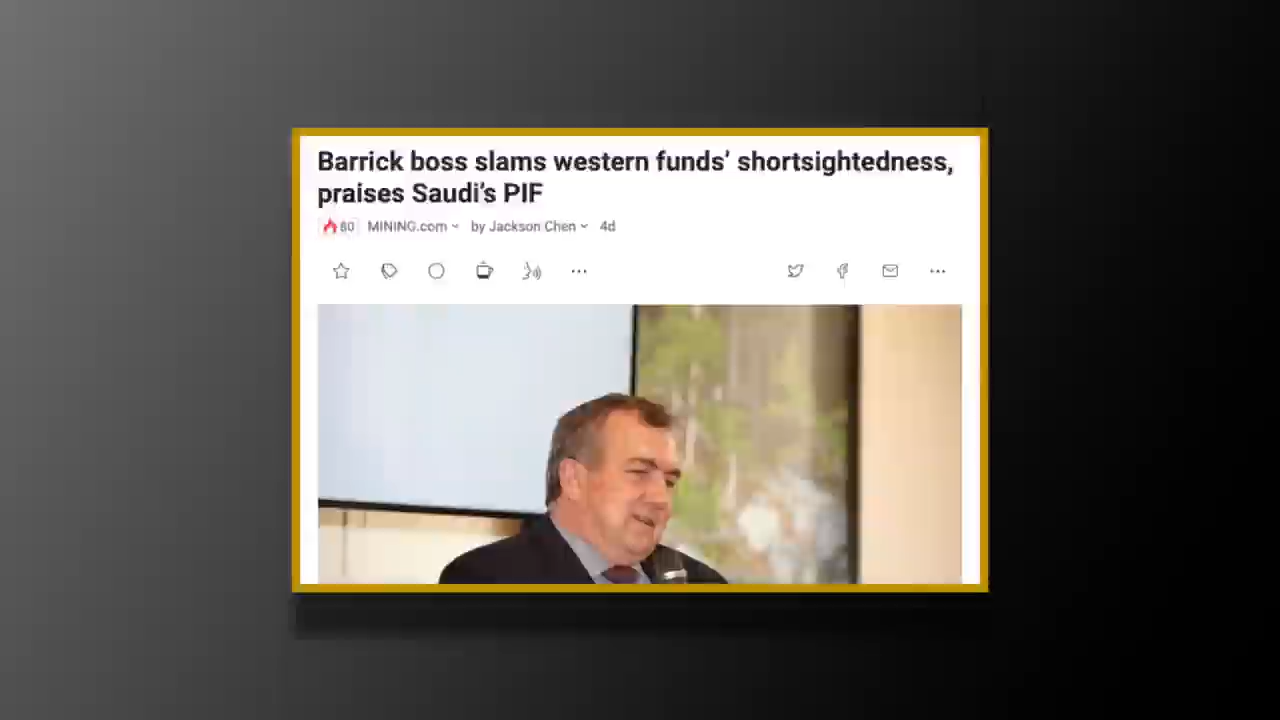 Barrick boss slams western funds’ shortsightedness,
praises Saudi’s PIF
80 MINING.com by Jackson Chen 4d